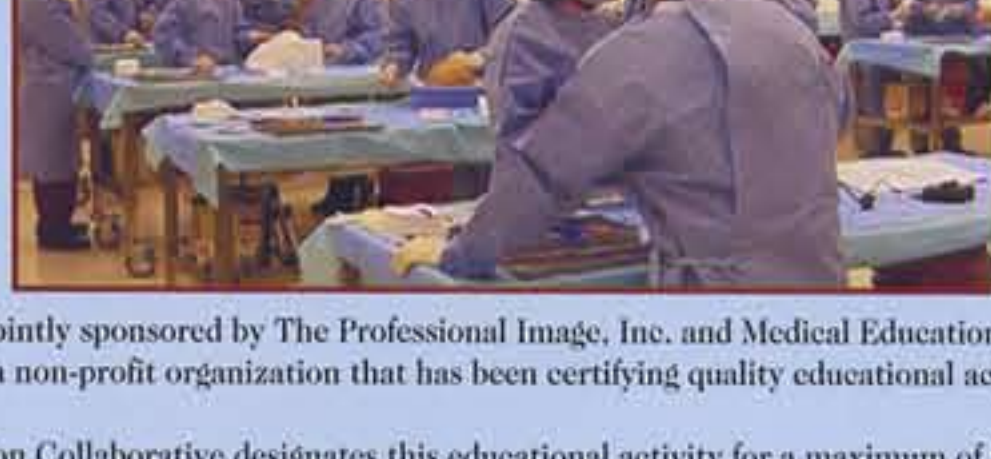 ointly sponsored by The Professional Image, Inc. and Medical Education
non-profit organization that has been certifying quality educational ac
on Collaborative designates this educational activity for a maximum of